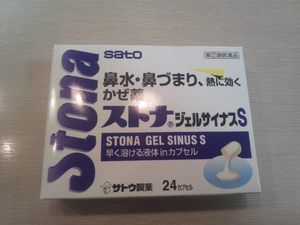 Stona
sato
指定第2類医薬品
鼻水・鼻づまり、熱に効く
かぜ薬
ストナ®ジェルサイナスS
STONA GEL SINUS S
早く溶ける液体inカプセル
サトウ製薬
24カプセル